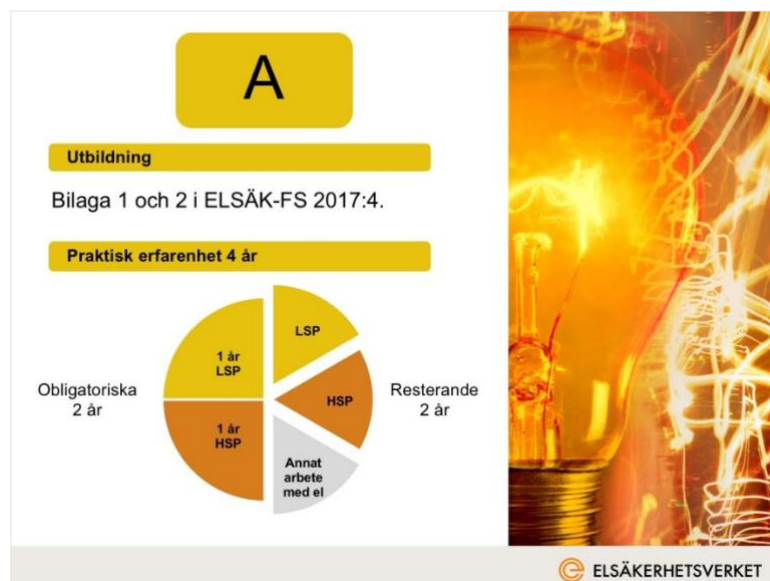 A
Utbildning
Bilaga 1 och 2 i ELSÄK-FS 2017:4.
Praktisk erfarenhet 4 år
Obligatoriska
2 år
1 år
LSP
1 år
HSP
LSP
HSP
Annat
arbete
med el
Resterande
2 år
ELSÄKERHETSVERKET